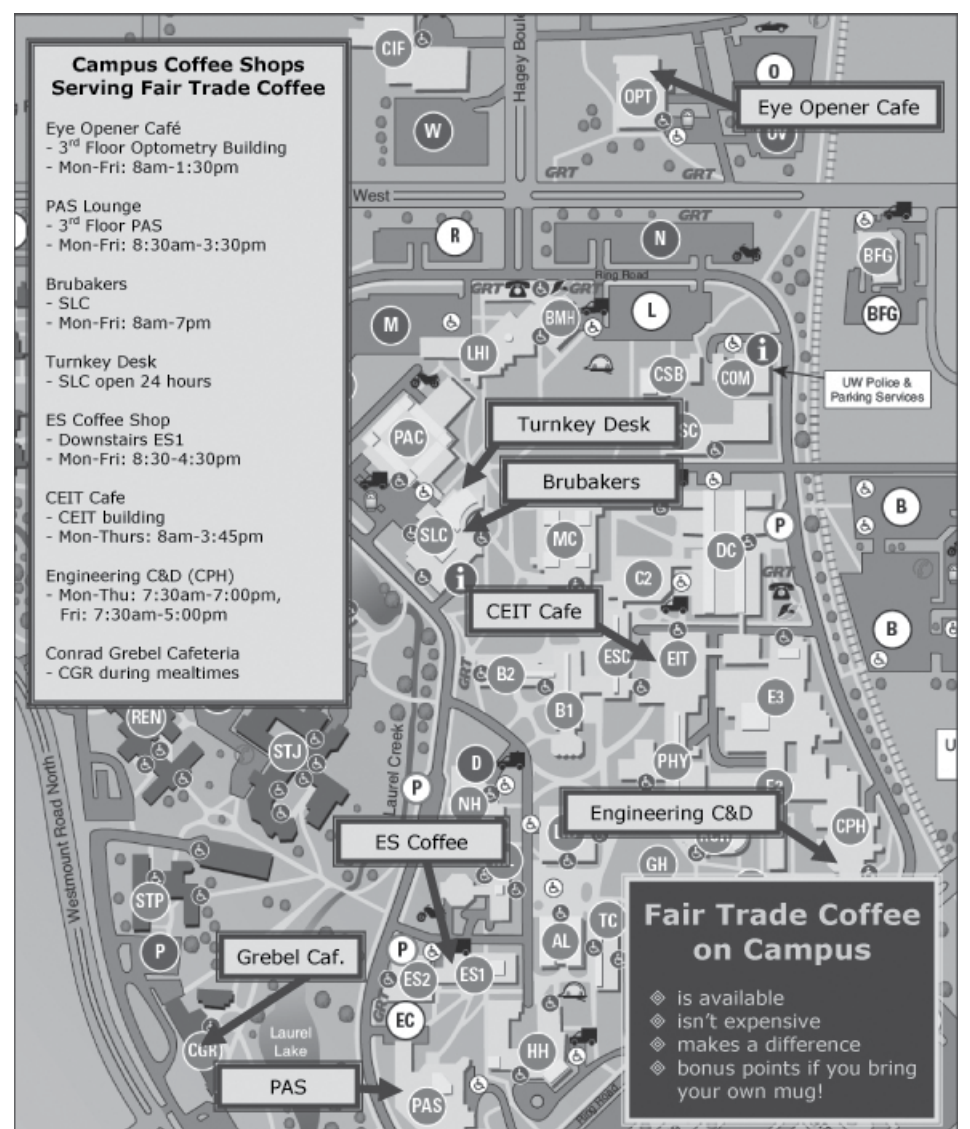 Campus Coffee Shops
Serving Fair Trade Coffee
Eye Opener Café
- 3rd Floor Optometry Building
- Mon-Fri: 8am-1:30pm
PAS Lounge
- 3rd Floor PAS
- Mon-Fri: 8:30am-3:30pm
Brubakers
- SLC
- Mon-Fri: 8am-7pm
Turnkey Desk
- SLC open 24 hours
ES Coffee Shop
- Downstairs ES1
- Mon-Fri: 8:30-4:30pm
CEIT Cafe
- CEIT building
- Mon-Thurs: 8am-3:45pm
Engineering C&D (CPH)
- Mon-Thu: 7:30am-7:00pm,
Fri: 7:30am-5:00pm
Conrad Grebel Cafeteria
- CGR during mealtimes
CIF
W
OPT
O
Eye Opener Cafe
GRT
GRT
West
R
GRT
N
BFG
BFG
Ring Road
GRT
GRT
M
BMH
L
LHI
CSB
COM
i
UW Police &
Parking Services
PAC
Turnkey Desk
Brubakers
SLC
MC
DC
P
B
i
C2
GRT
CEIT Cafe
B
ESC
EIT
GRT
B2
B1
E3
REN
STJ
Laurel Creek
P
D
NH
PHY
Engineering C&D
CPH
ES Coffee
GH
Westmount Road North
STP
P
Grebel Caf.
P
AL
TC
ES2
ES1
GRT
EC
Laurel
Lake
HH
PAS
PAS
Ring Road
Fair Trade Coffee
on Campus
is available
isn't expensive
makes a difference
bonus points if you bring
your own mug!